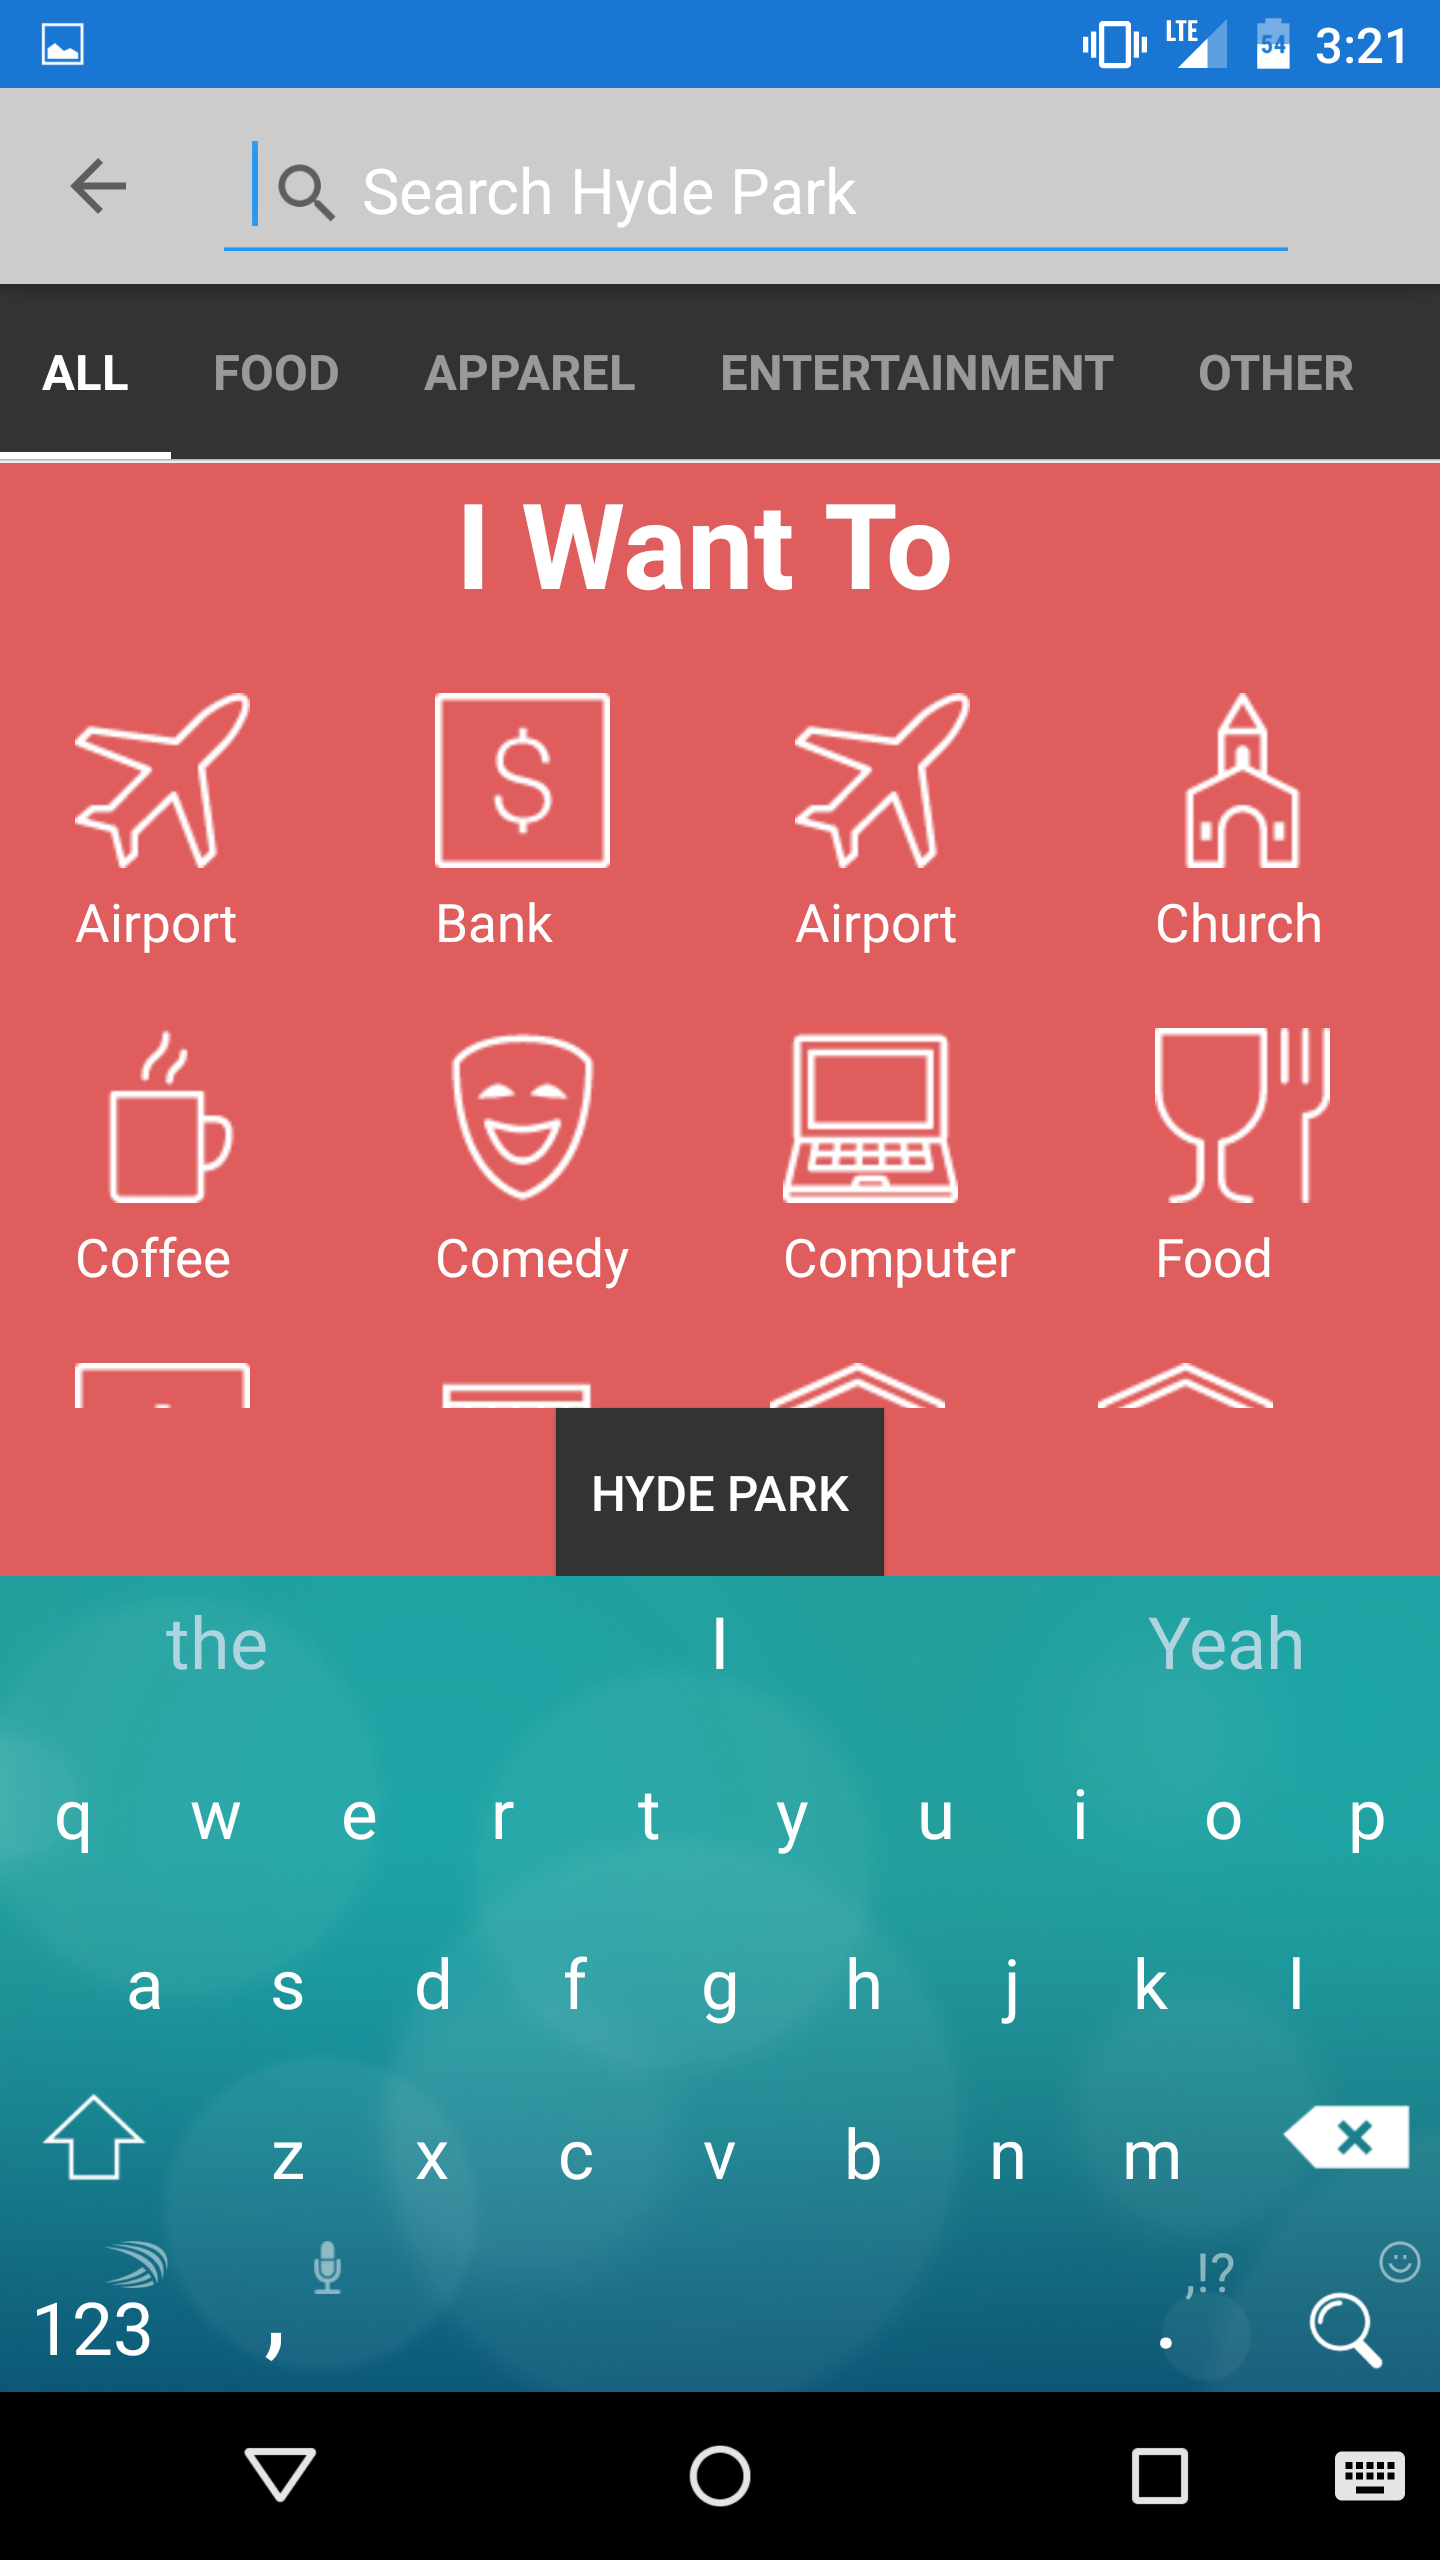 LTE 54 3:21
Search Hyde Park
ALL FOOD APPAREL ENTERTAINMENT OTHER
I Want To
$
Airport Bank Airport Church
Coffee Comedy Computer Food
HYDE PARK
the I Yeah
q w e r t y u i o p
a s d f g h j k l
z x c v b n m
,!?
123 , .